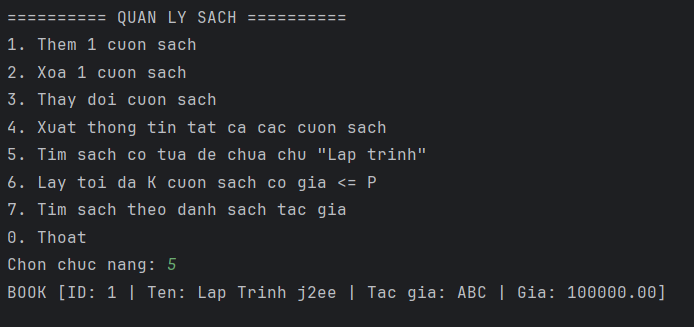 ========== QUAN LY SACH ==========
1. Them 1 cuon sach
2. Xoa 1 cuon sach
3. Thay doi cuon sach
4. Xuat thong tin tat ca cac cuon sach
5. Tim sach co tua de chua chu "Lap trinh"
6. Lay toi da K cuon sach co gia <= P
7. Tim sach theo danh sach tac gia
0. Thoat
Chon chuc nang: 5
BOOK [ID: 1 | Ten: Lap Trinh j2ee | Tac gia: ABC | Gia: 100000.00]